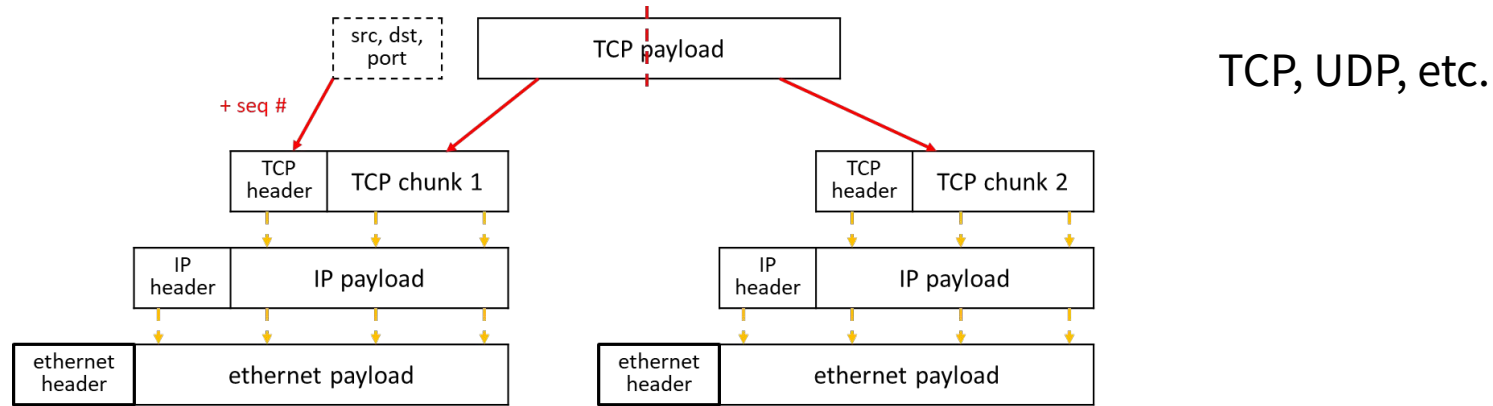 src, dst,
port
TCP payload
TCP, UDP, etc.
+ seq #
TCP
header
TCP chunk 1
TCP
header
TCP chunk 2
IP
header
IP payload
IP
header
IP payload
ethernet
header
ethernet payload
ethernet
header
ethernet payload